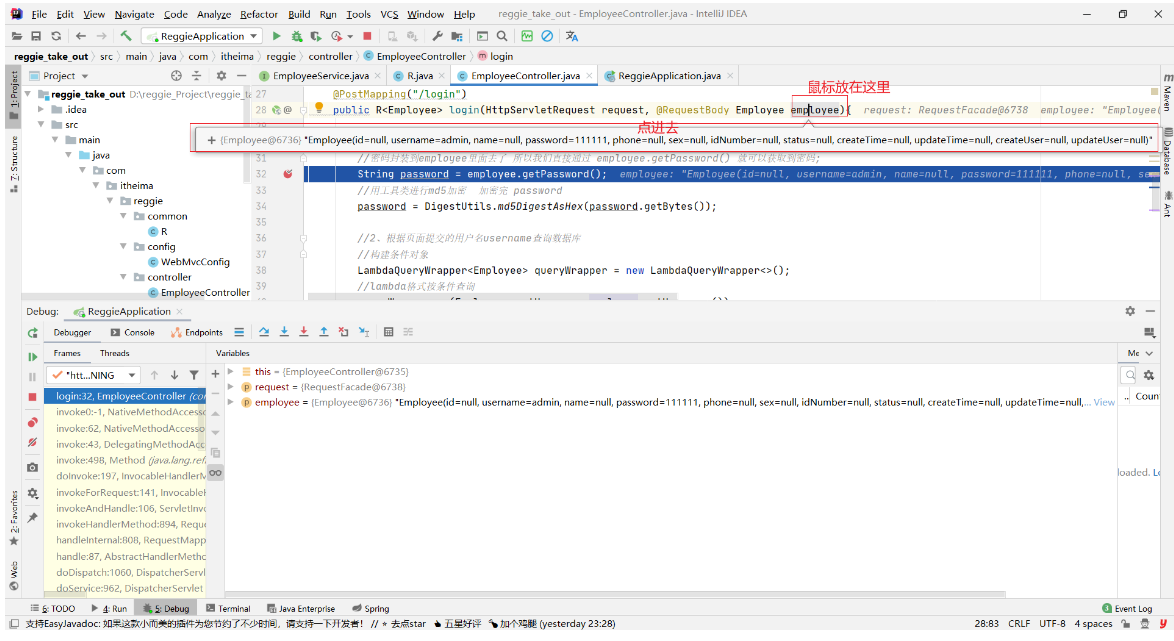 File Edit View Navigate Code Analyze Refactor Build Run Tools VCS Window Help reggie_take_out - EmployeeController.java - IntelliJ IDEA
ReggieApplication
reggie_take_out src main java com itheima reggie controller EmployeeController login
Project EmployeeService.java R.java EmployeeController.java ReggieApplication.java
1: Project
7: Structure
2: Favorites
Web
Maven
Database
Ant
reggie_take_out D:\reggie_Project\reggie_ta
.idea
src
main
java
com
itheima
reggie
common
R
config
WebMvcConfig
controller
EmployeeController
鼠标放在这里
27 @PostMapping("/login")
28 public R<Employee> login(HttpServletRequest request, @RequestBody Employee employee){ request: RequestFacade@6738 employee: "Employee(
点进去
+ {Employee@6736} "Employee(id=null, username=admin, name=null, password=111111, phone=null, sex=null, idNumber=null, status=null, createTime=null, updateTime=null, createUser=null, updateUser=null)"
31 //密码封装到employee里面去了 所以我们直接通过 employee.getPassword() 就可以获取到密码;
32 String password = employee.getPassword(); employee: "Employee(id=null, username=admin, name=null, password=111111, phone=null, sex=nu
33 //用工具类进行md5加密 加密完 password
34 password = DigestUtils.md5DigestAsHex(password.getBytes());
35
36 //2. 根据页面提交的用户名username查询数据库
37 //构建条件对象
38 LambdaQueryWrapper<Employee> queryWrapper = new LambdaQueryWrapper<>();
39 //lambda格式按条件查询
Debug: ReggieApplication
Debugger Console Endpoints
Frames Threads Variables
"htt...NING
login:32, EmployeeController (com
invoke0:-1, NativeMethodAccesso
invoke:62, NativeMethodAccesso
invoke:43, DelegatingMethodAcc
invoke:498, Method (java.lang.refl
doInvoke:197, InvocableHandlerM
invokeForRequest:141, InvocableH
invokeAndHandle:106, ServletInvo
invokeHandlerMethod:894, Reque
handleInternal:808, RequestMapp
handle:87, AbstractHandlerMetho
doDispatch:1060, DispatcherServl
doService:962, DispatcherServlet
this = {EmployeeController@6735}
request = {RequestFacade@6738}
employee = {Employee@6736} "Employee(id=null, username=admin, name=null, password=111111, phone=null, sex=null, idNumber=null, status=null, createTime=null, updateTime=null,... View
Me
.. Count
loaded. Lo
6: TODO 4: Run 5: Debug Terminal Java Enterprise Spring Event Log
支持EasyJavadoc: 如果这款小而美的插件为您节约了不少时间，请支持一下开发者！ // ⭐ 去点star 五星好评 加个鸡腿 (yesterday 23:28) 28:83 CRLF UTF-8 4 spaces